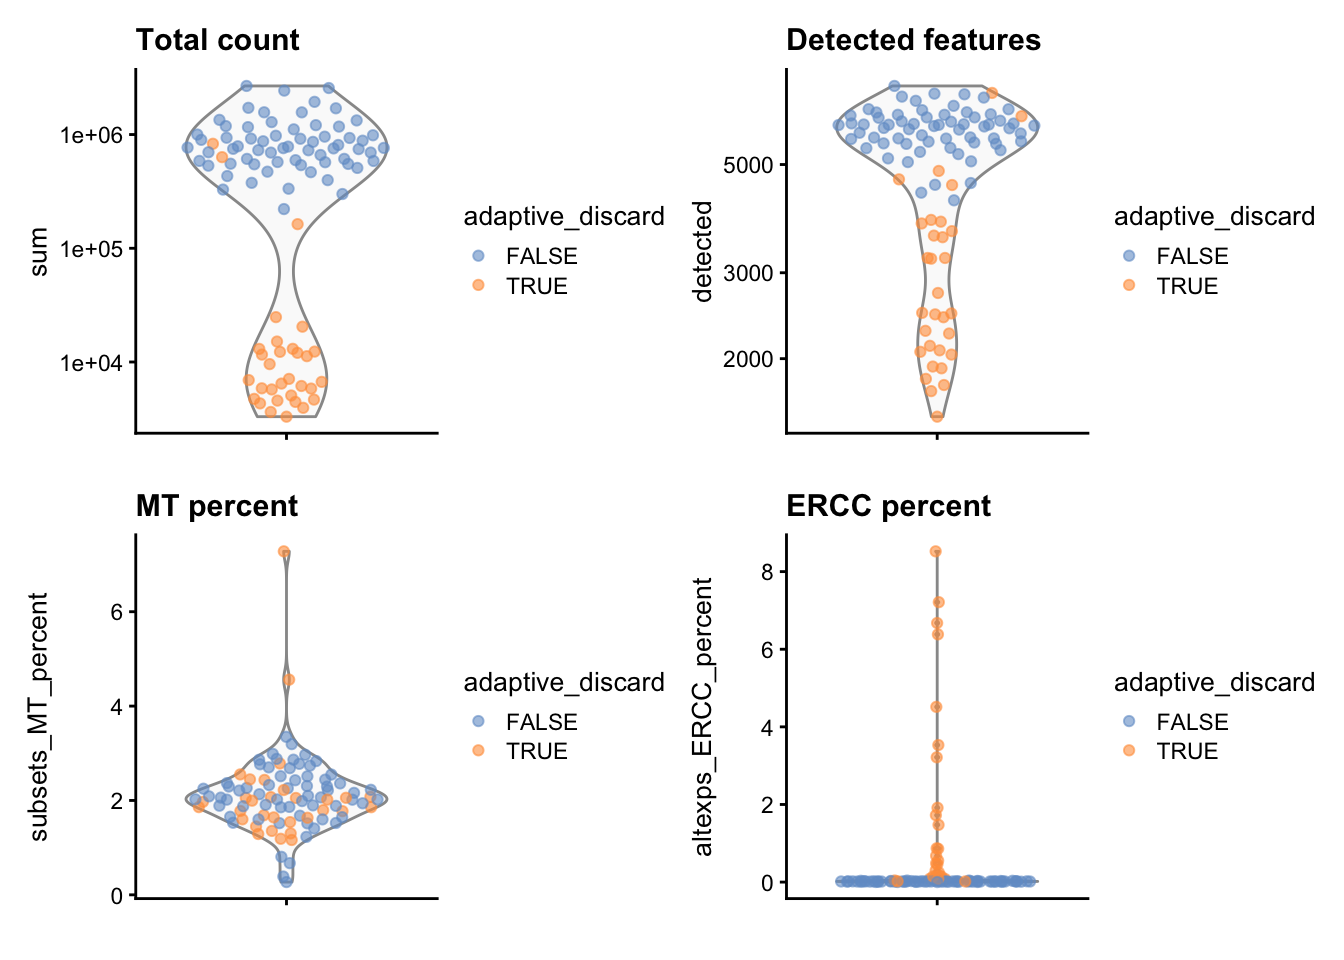 Total count
sum
1e+06
1e+05
1e+04
adaptive_discard
FALSE
TRUE
Detected features
detected
5000
3000
2000
adaptive_discard
FALSE
TRUE
MT percent
subsets_MT_percent
6
4
2
0
adaptive_discard
FALSE
TRUE
ERCC percent
altexps_ERCC_percent
8
6
4
2
0
adaptive_discard
FALSE
TRUE